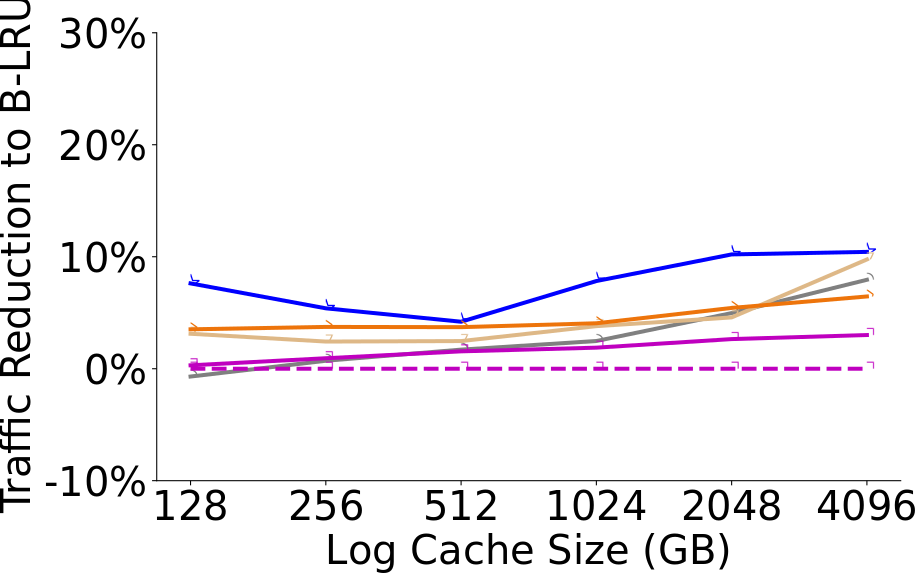 Traffic Reduction to B-LRU
30%
20%
10%
0%
-10%
128 256 512 1024 2048 4096
Log Cache Size (GB)